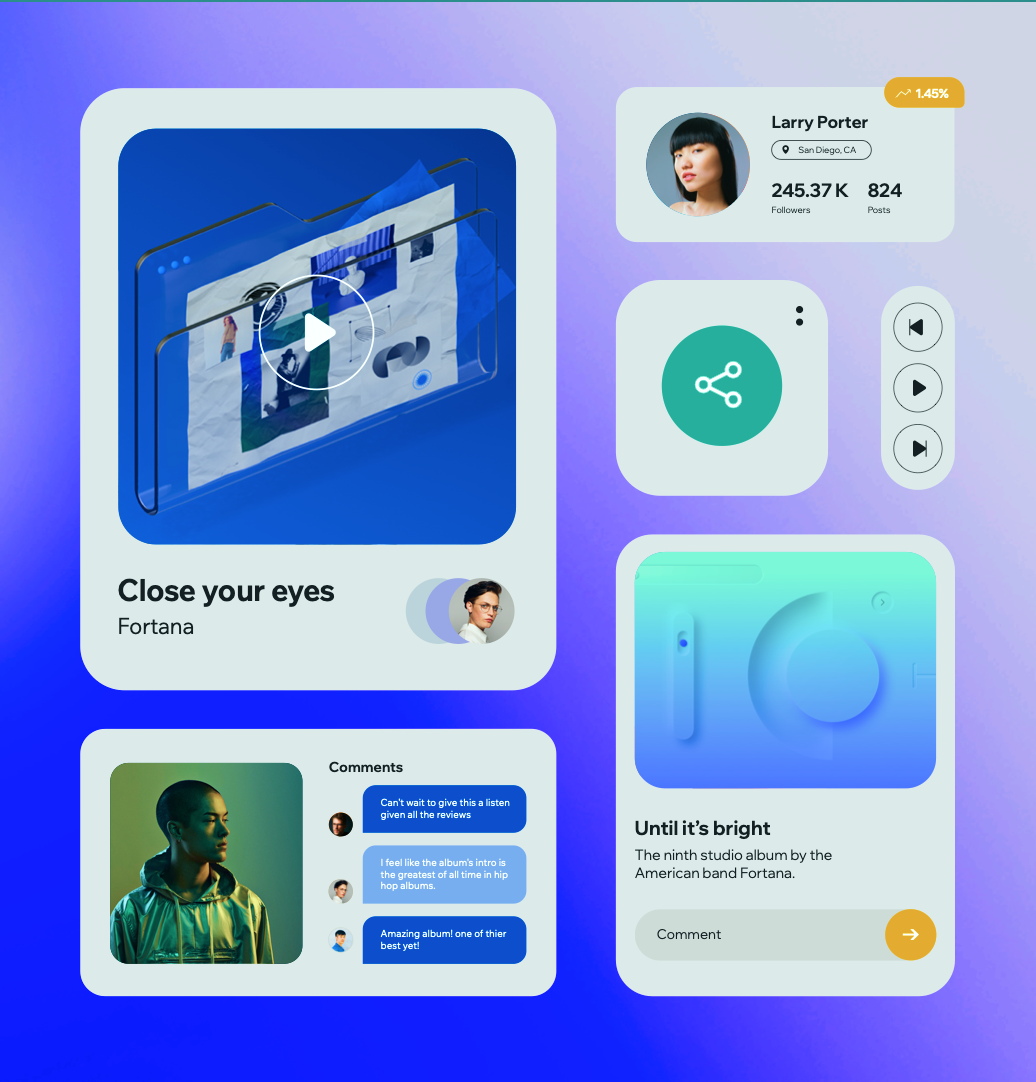 Close your eyes
Fortana
1.45%
Larry Porter
San Diego, CA
245.37 K
824
Followers
Posts
Comments
Can't wait to give this a listen
given all the reviews
I feel like the album's intro is
the greatest of all time in hip
hop albums.
Amazing album! one of thier
best yet!
Until it's bright
The ninth studio album by the
American band Fortana.
Comment